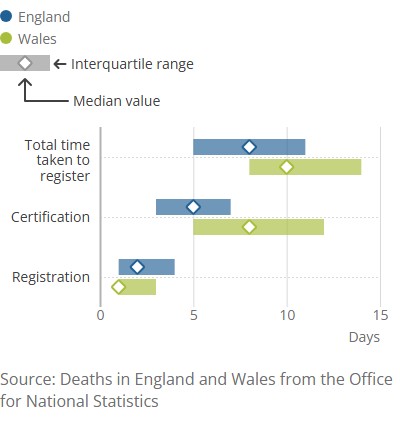 England
Wales
Interquartile range
Median value
Total time
taken to
register
Certification
Registration
0 5 10 15
Days
Source: Deaths in England and Wales from the Office
for National Statistics